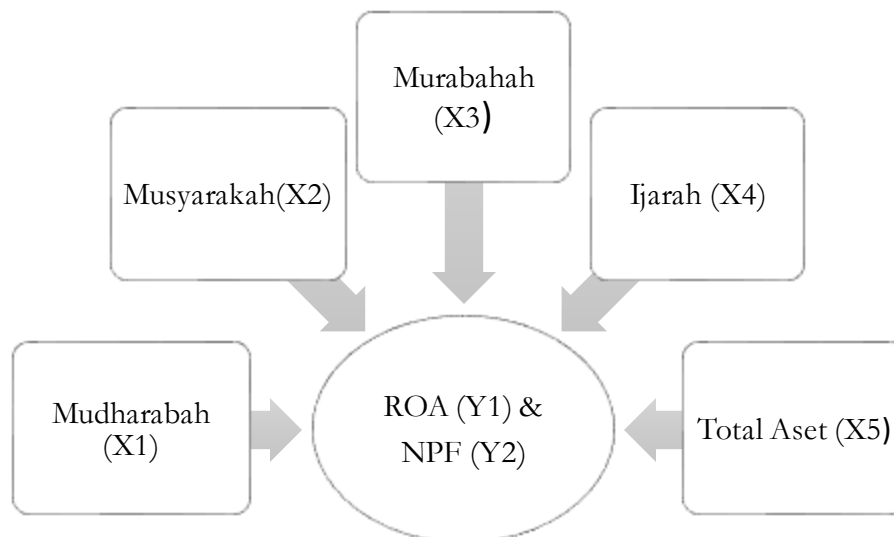 Murabahah
(X3)
Musyarakah(X2)
Ijarah (X4)
Mudharabah
(X1)
ROA (Y1) &
NPF (Y2)
Total Aset (X5)